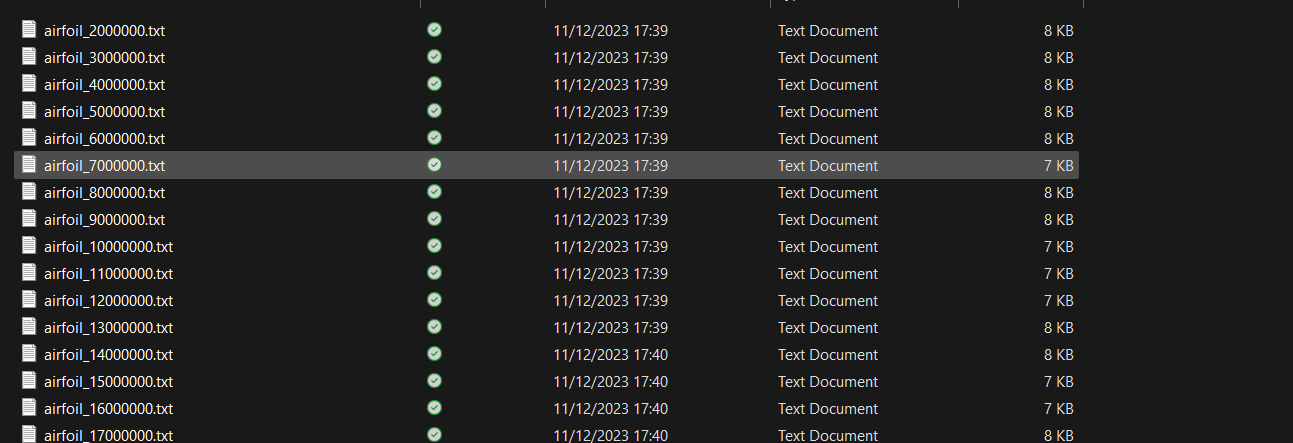 airfoil_2000000.txt 11/12/2023 17:39 Text Document 8 KB
airfoil_3000000.txt 11/12/2023 17:39 Text Document 8 KB
airfoil_4000000.txt 11/12/2023 17:39 Text Document 8 KB
airfoil_5000000.txt 11/12/2023 17:39 Text Document 8 KB
airfoil_6000000.txt 11/12/2023 17:39 Text Document 8 KB
airfoil_7000000.txt 11/12/2023 17:39 Text Document 7 KB
airfoil_8000000.txt 11/12/2023 17:39 Text Document 8 KB
airfoil_9000000.txt 11/12/2023 17:39 Text Document 8 KB
airfoil_10000000.txt 11/12/2023 17:39 Text Document 7 KB
airfoil_11000000.txt 11/12/2023 17:39 Text Document 7 KB
airfoil_12000000.txt 11/12/2023 17:39 Text Document 7 KB
airfoil_13000000.txt 11/12/2023 17:39 Text Document 8 KB
airfoil_14000000.txt 11/12/2023 17:40 Text Document 8 KB
airfoil_15000000.txt 11/12/2023 17:40 Text Document 7 KB
airfoil_16000000.txt 11/12/2023 17:40 Text Document 7 KB
airfoil_17000000.txt 11/12/2023 17:40 Text Document 8 KB